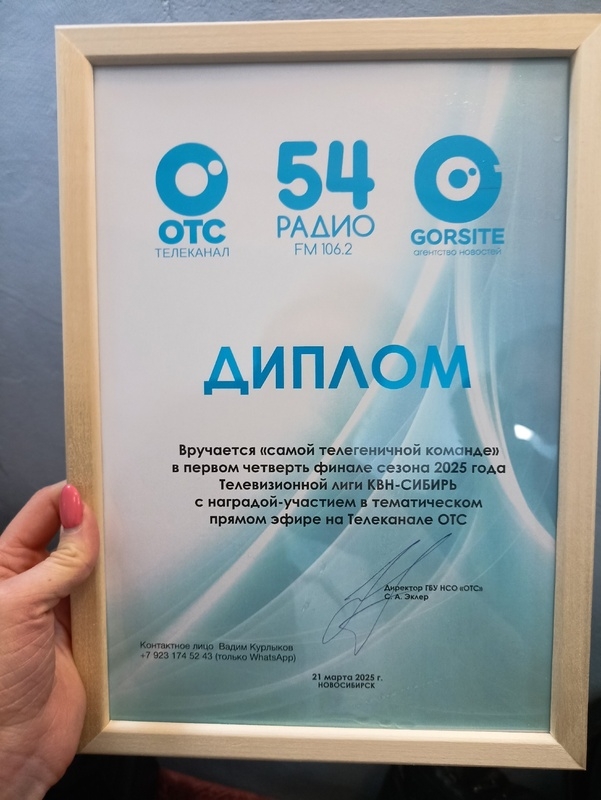 ОТС
ТЕЛЕКАНАЛ
54
РАДИО
FM 106.2
GORSITE
агентство новостей
ДИПЛОМ
Вручается «самой телегеничной команде»
в первом четверть финале сезона 2025 года
Телевизионной лиги КВН-СИБИРЬ
с наградой-участием в тематическом
прямом эфире на Телеканале ОТС
Директор ГБУ НСО «ОТС»
С. А. Эклер
Контактное лицо Вадим Курлыков
+7 923 174 52 43 (только WhatsApp)
21 марта 2025 г.
НОВОСИБИРСК